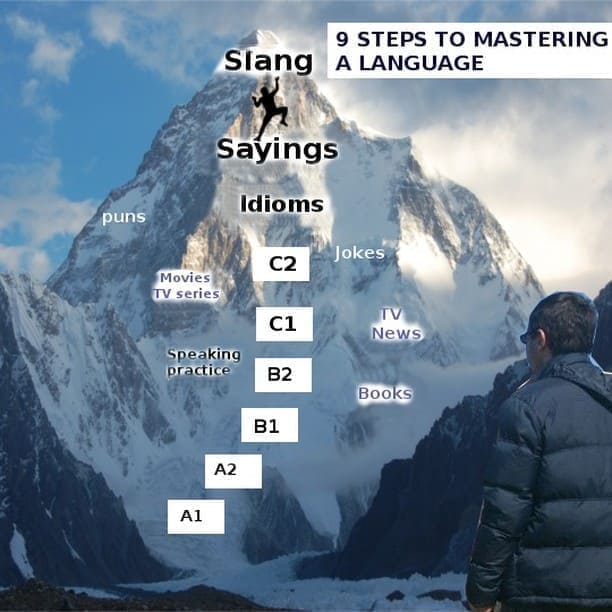 9 STEPS TO MASTERING
A LANGUAGE
Slang
Sayings
Idioms
puns
Jokes
C2
Movies
TV series
C1
TV
News
Speaking
practice
B2
Books
B1
A2
A1